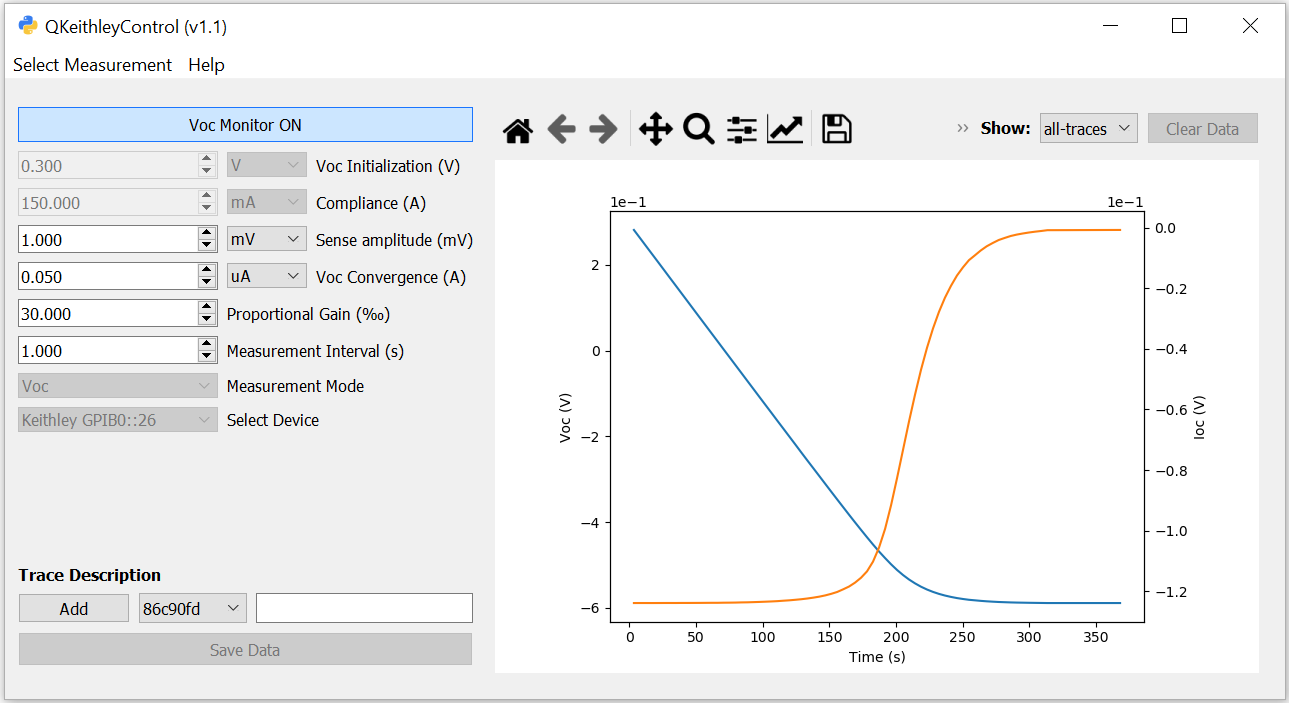 QKeithleyControl (v1.1)
Select Measurement Help
Voc Monitor ON
0.300 V Voc Initialization (V)
150.000 mA Compliance (A)
1.000 mV Sense amplitude (mV)
0.050 uA Voc Convergence (A)
30.000 Proportional Gain (‰)
1.000 Measurement Interval (s)
Voc Measurement Mode
Keithley GPIB0::26 Select Device
Trace Description
Add 86c90fd
Save Data
» Show: all-traces Clear Data
1e−1 1e−1
2
0
−2
−4
−6
Voc (V)
0.0
−0.2
−0.4
−0.6
−0.8
−1.0
−1.2
Ioc (V)
0 50 100 150 200 250 300 350
Time (s)